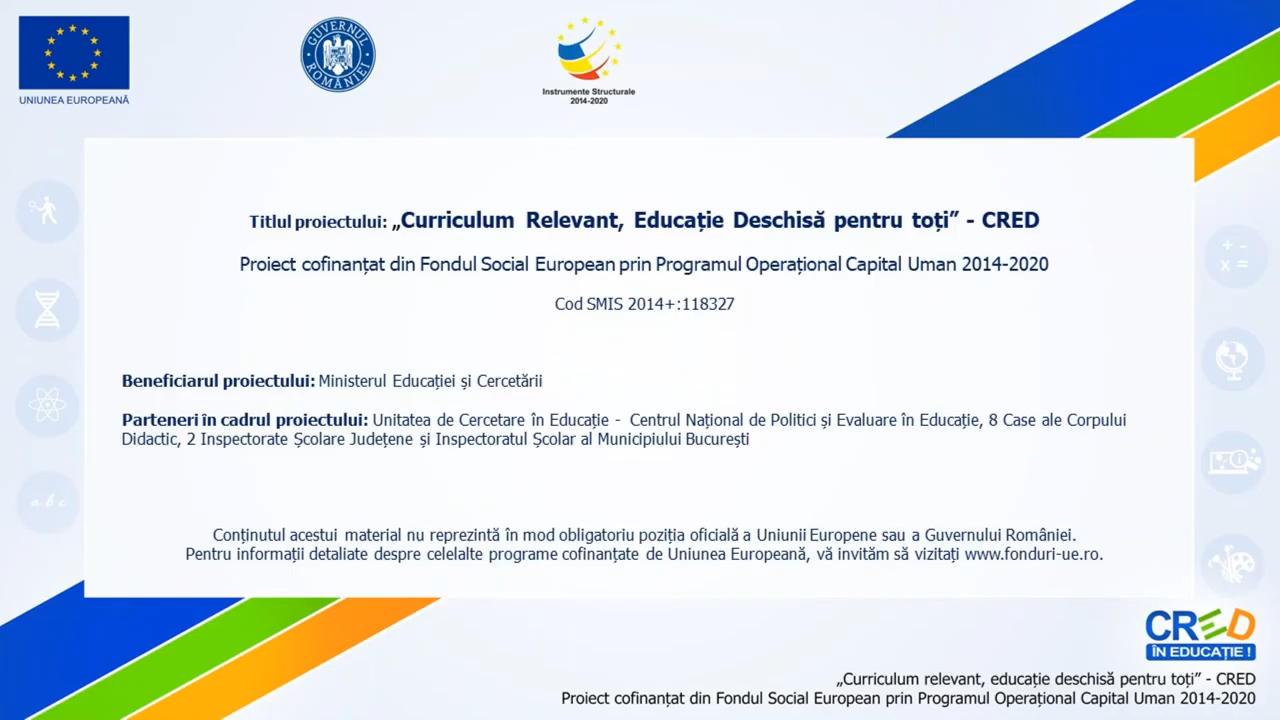 UNIUNEA EUROPEANĂ
GUVERNUL ROMÂNIEI
Instrumente Structurale
2014-2020
Titlul proiectului: „Curriculum Relevant, Educație Deschisă pentru toți” - CRED
Proiect cofinanțat din Fondul Social European prin Programul Operațional Capital Uman 2014-2020
Cod SMIS 2014+:118327
Beneficiarul proiectului: Ministerul Educației și Cercetării
Parteneri în cadrul proiectului: Unitatea de Cercetare în Educație - Centrul Național de Politici și Evaluare în Educație, 8 Case ale Corpului
Didactic, 2 Inspectorate Școlare Județene și Inspectoratul Școlar al Municipiului București
a b c
Conținutul acestui material nu reprezintă în mod obligatoriu poziția oficială a Uniunii Europene sau a Guvernului României.
Pentru informații detaliate despre celelalte programe cofinanțate de Uniunea Europeană, vă invităm să vizitați www.fonduri-ue.ro.
+ -
x =
CRED
ÎN EDUCAȚIE !
„Curriculum relevant, educație deschisă pentru toți” - CRED
Proiect cofinanțat din Fondul Social European prin Programul Operațional Capital Uman 2014-2020